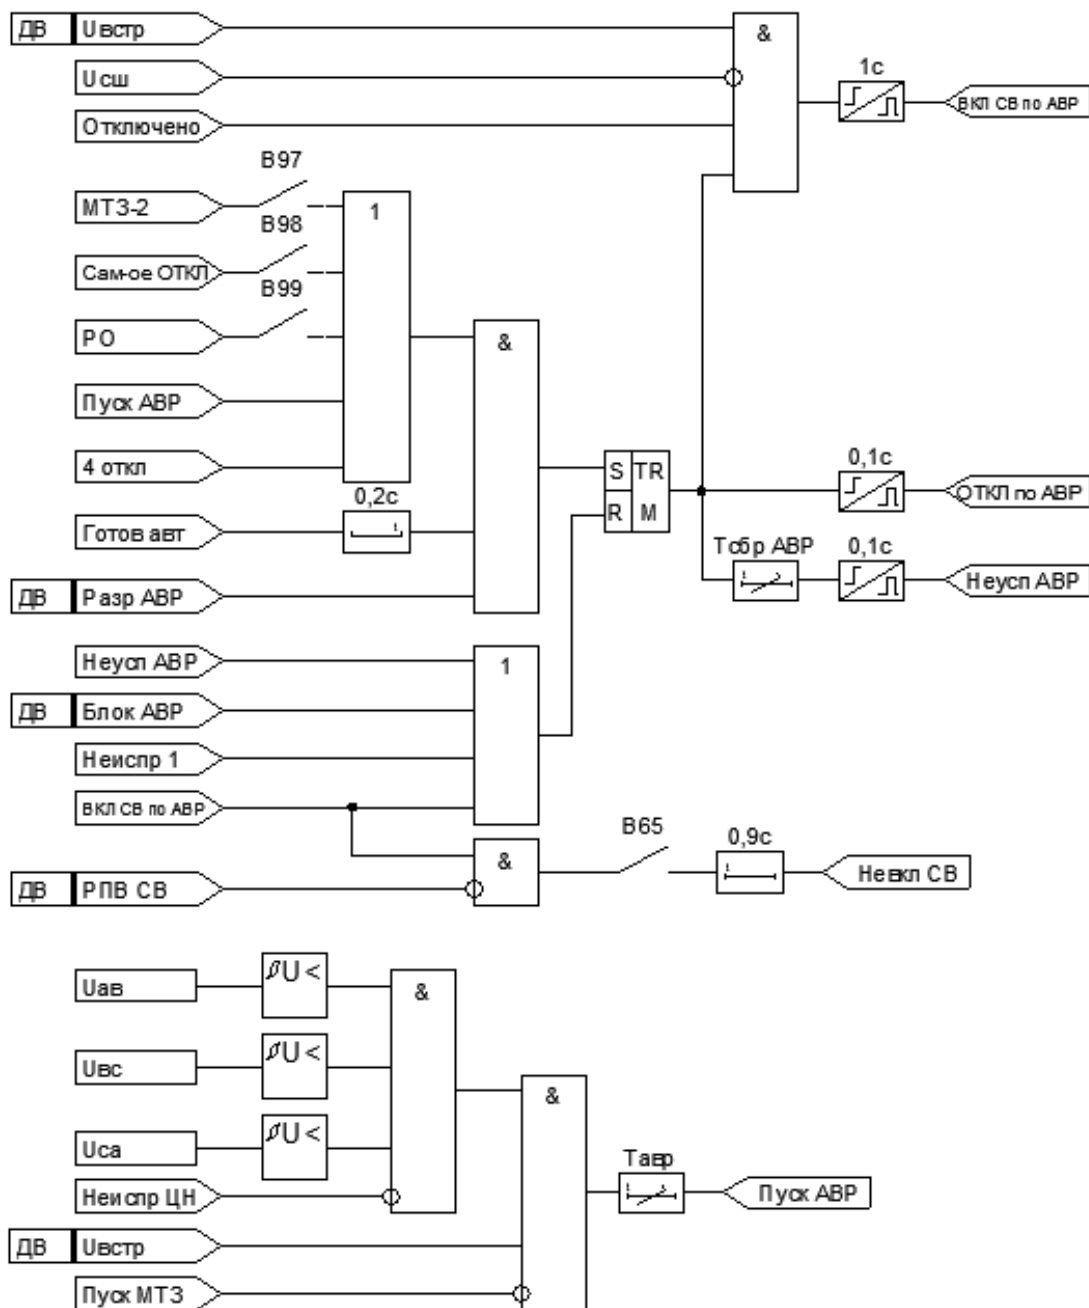 ДВ Uвстр
&
Uсш
1с
ВКЛ СВ по АВР
Отключено
В97
МТЗ-2
1
В98
Сам-ое ОТКЛ
В99
РО
&
Пуск АВР
4 откл
S TR
R M
0,1с
ОТКЛ по АВР
0,2с
Готов авт
Тсбр АВР
0,1с
Неусп АВР
ДВ Разр АВР
Неусп АВР
1
ДВ Блок АВР
Неиспр 1
ВКЛ СВ по АВР
В65
0,9с
&
Невкл СВ
ДВ РПВ СВ
Uав
U<
&
Uвс
U<
&
Uса
U<
Тавр
Неиспр ЦН
Пуск АВР
ДВ Uвстр
Пуск МТЗ